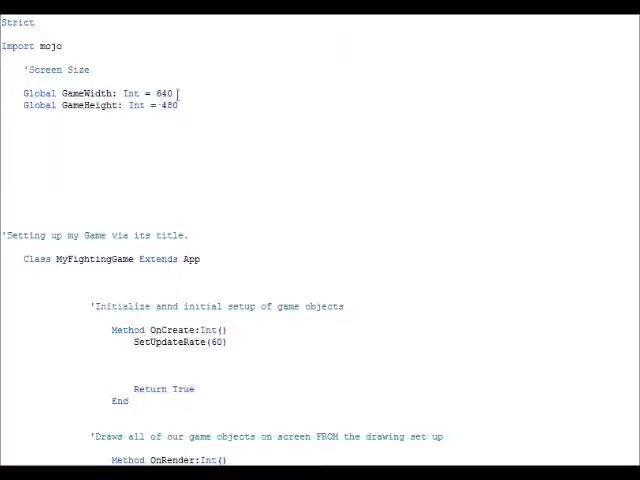 Strict
Import mojo
'Screen Size
Global GameWidth: Int = 640
Global GameHeight: Int = 480
'Setting up my Game via its title.
Class MyFightingGame Extends App
'Initialize annd initial setup of game objects
Method OnCreate:Int()
SetUpdateRate(60)
Return True
End
'Draws all of our game objects on screen FROM the drawing set up
Method OnRender:Int()